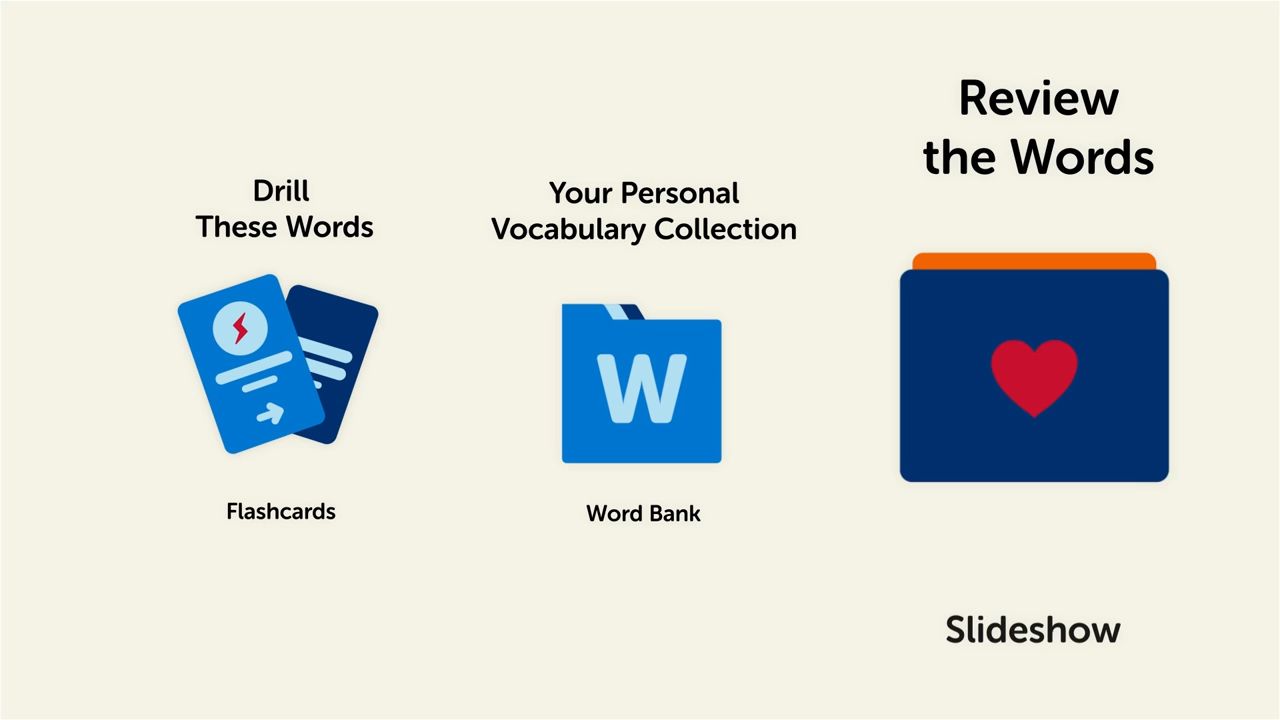 Drill
These Words
Flashcards
Your Personal
Vocabulary Collection
W
Word Bank
Review
the Words
Slideshow